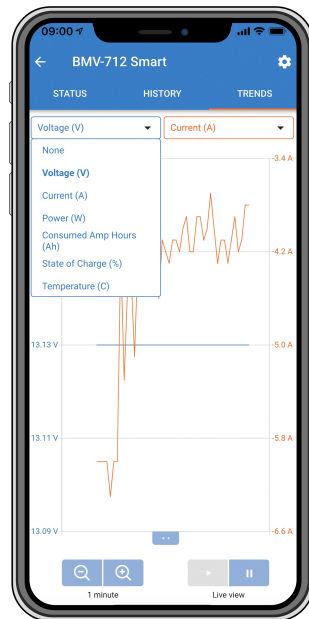 09:00
BMV-712 Smart
STATUS
HISTORY
TRENDS
Voltage (V)
Current (A)
None
Voltage (V)
Current (A)
Power (W)
Consumed Amp Hours
(Ah)
State of Charge (%)
Temperature (C)
-3.4 A
-4.2 A
13.13 V
-5.0 A
13.11 V
-5.8 A
13.09 V
-6.6 A
1 minute
Live view